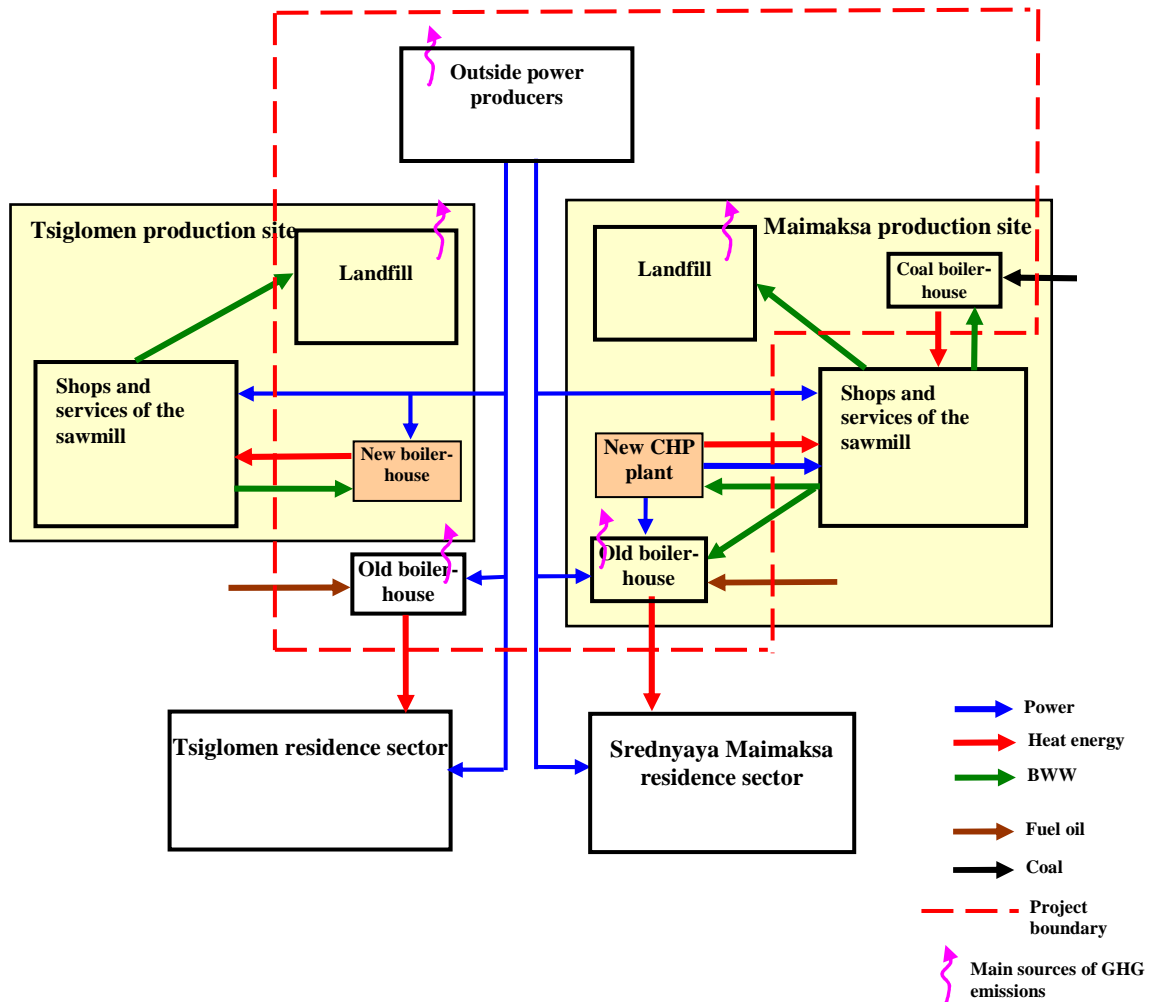 Outside power
producers
Tsiglomen production site
Landfill
Shops and
services of the
sawmill
New boiler-
house
Old boiler-
house
Maimaksa production site
Landfill
Coal boiler-
house
Shops and
services of the
sawmill
New CHP
plant
Old boiler-
house
Tsiglomen residence sector
Srednyaya Maimaksa
residence sector
Power
Heat energy
BWW
Fuel oil
Coal
Project
boundary
Main sources of GHG
emissions